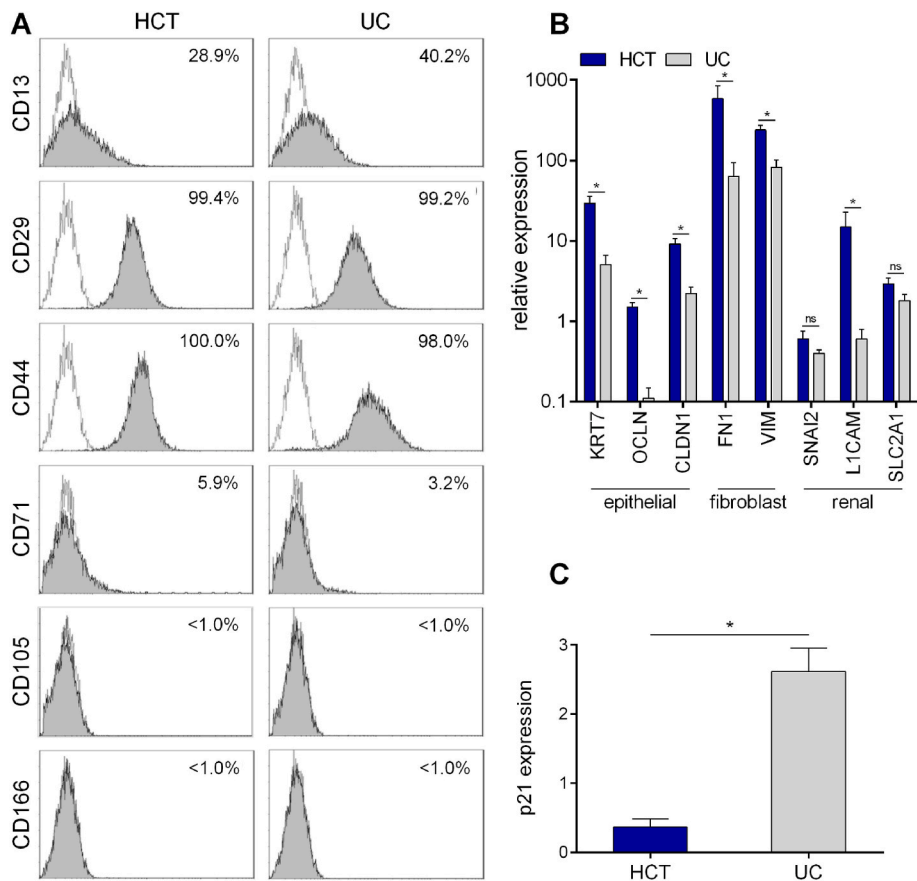 A
HCT UC
CD13 28.9% 40.2%
CD29 99.4% 99.2%
CD44 100.0% 98.0%
CD71 5.9% 3.2%
CD105 <1.0% <1.0%
CD166 <1.0% <1.0%
B
HCT UC
relative expression
1000
100
10
1
0.1
* * * * * ns * ns
KRT7 OCLN CLDN1 FN1 VIM SNAI2 L1CAM SLC2A1
epithelial fibroblast renal
C
*
p21 expression
3
2
1
0
HCT UC